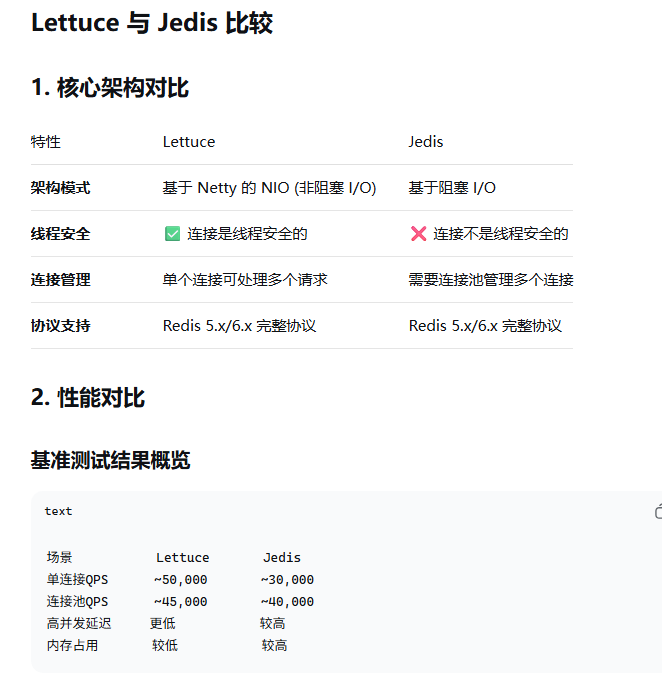 Lettuce 与 Jedis 比较
1. 核心架构对比
特性 Lettuce Jedis
架构模式 基于 Netty 的 NIO (非阻塞 I/O) 基于阻塞 I/O
线程安全 ✅ 连接是线程安全的 ❌ 连接不是线程安全的
连接管理 单个连接可处理多个请求 需要连接池管理多个连接
协议支持 Redis 5.x/6.x 完整协议 Redis 5.x/6.x 完整协议
2. 性能对比
基准测试结果概览
text
场景 Lettuce Jedis
单连接QPS ~50,000 ~30,000
连接池QPS ~45,000 ~40,000
高并发延迟 更低 较高
内存占用 较低 较高